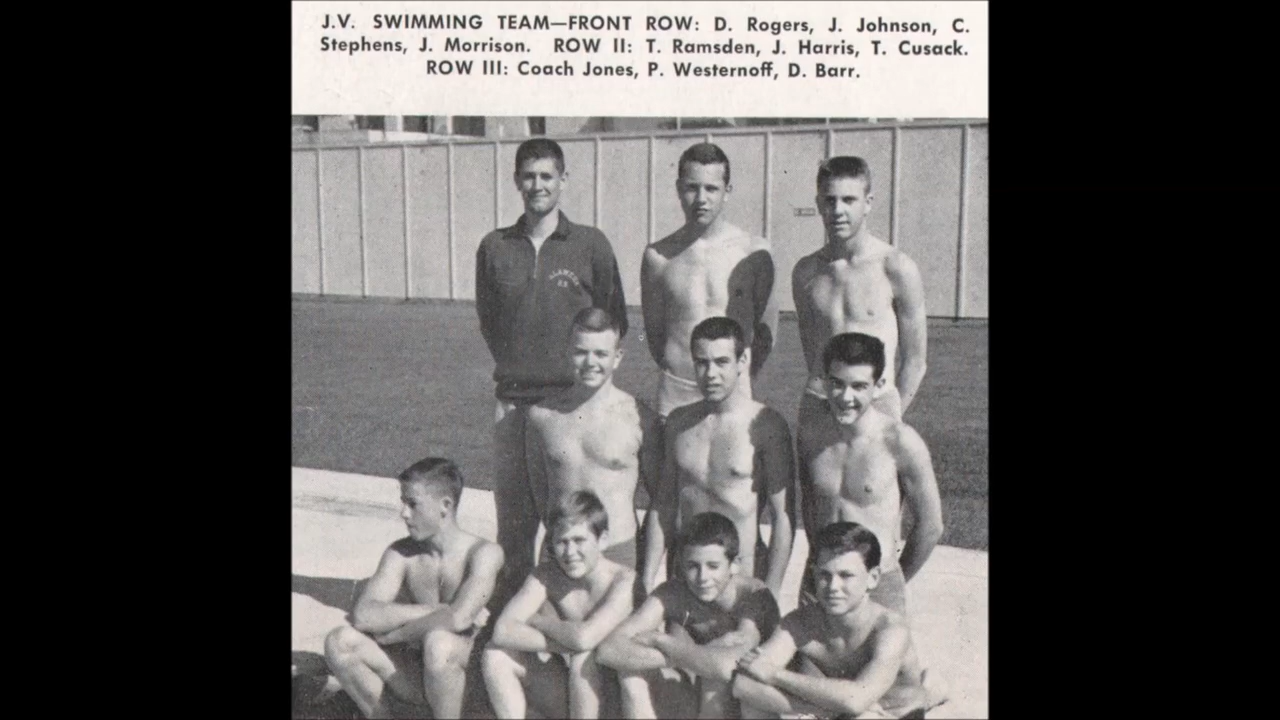 J.V. SWIMMING TEAM—FRONT ROW: D. Rogers, J. Johnson, C.
Stephens, J. Morrison. ROW II: T. Ramsden, J. Harris, T. Cusack.
ROW III: Coach Jones, P. Westernoff, D. Barr.